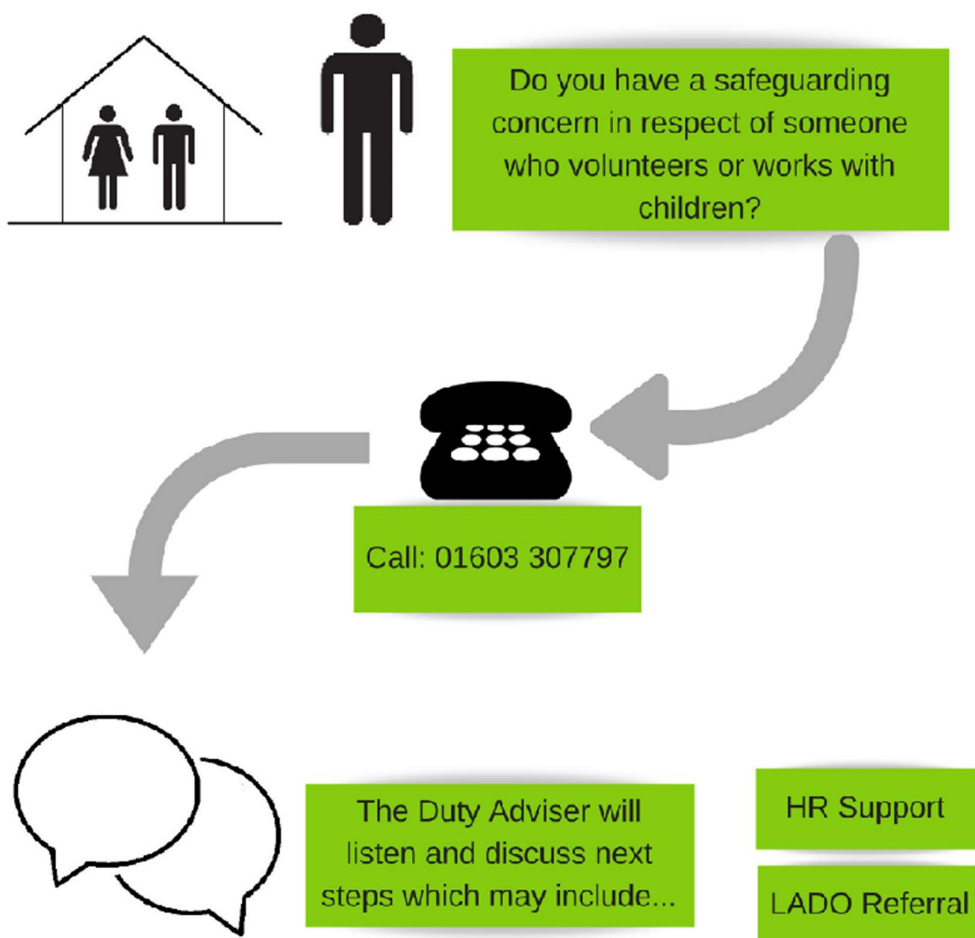 Do you have a safeguarding
concern in respect of someone
who volunteers or works with
children?
Call: 01603 307797
The Duty Adviser will
listen and discuss next
steps which may include...
HR Support
LADO Referral